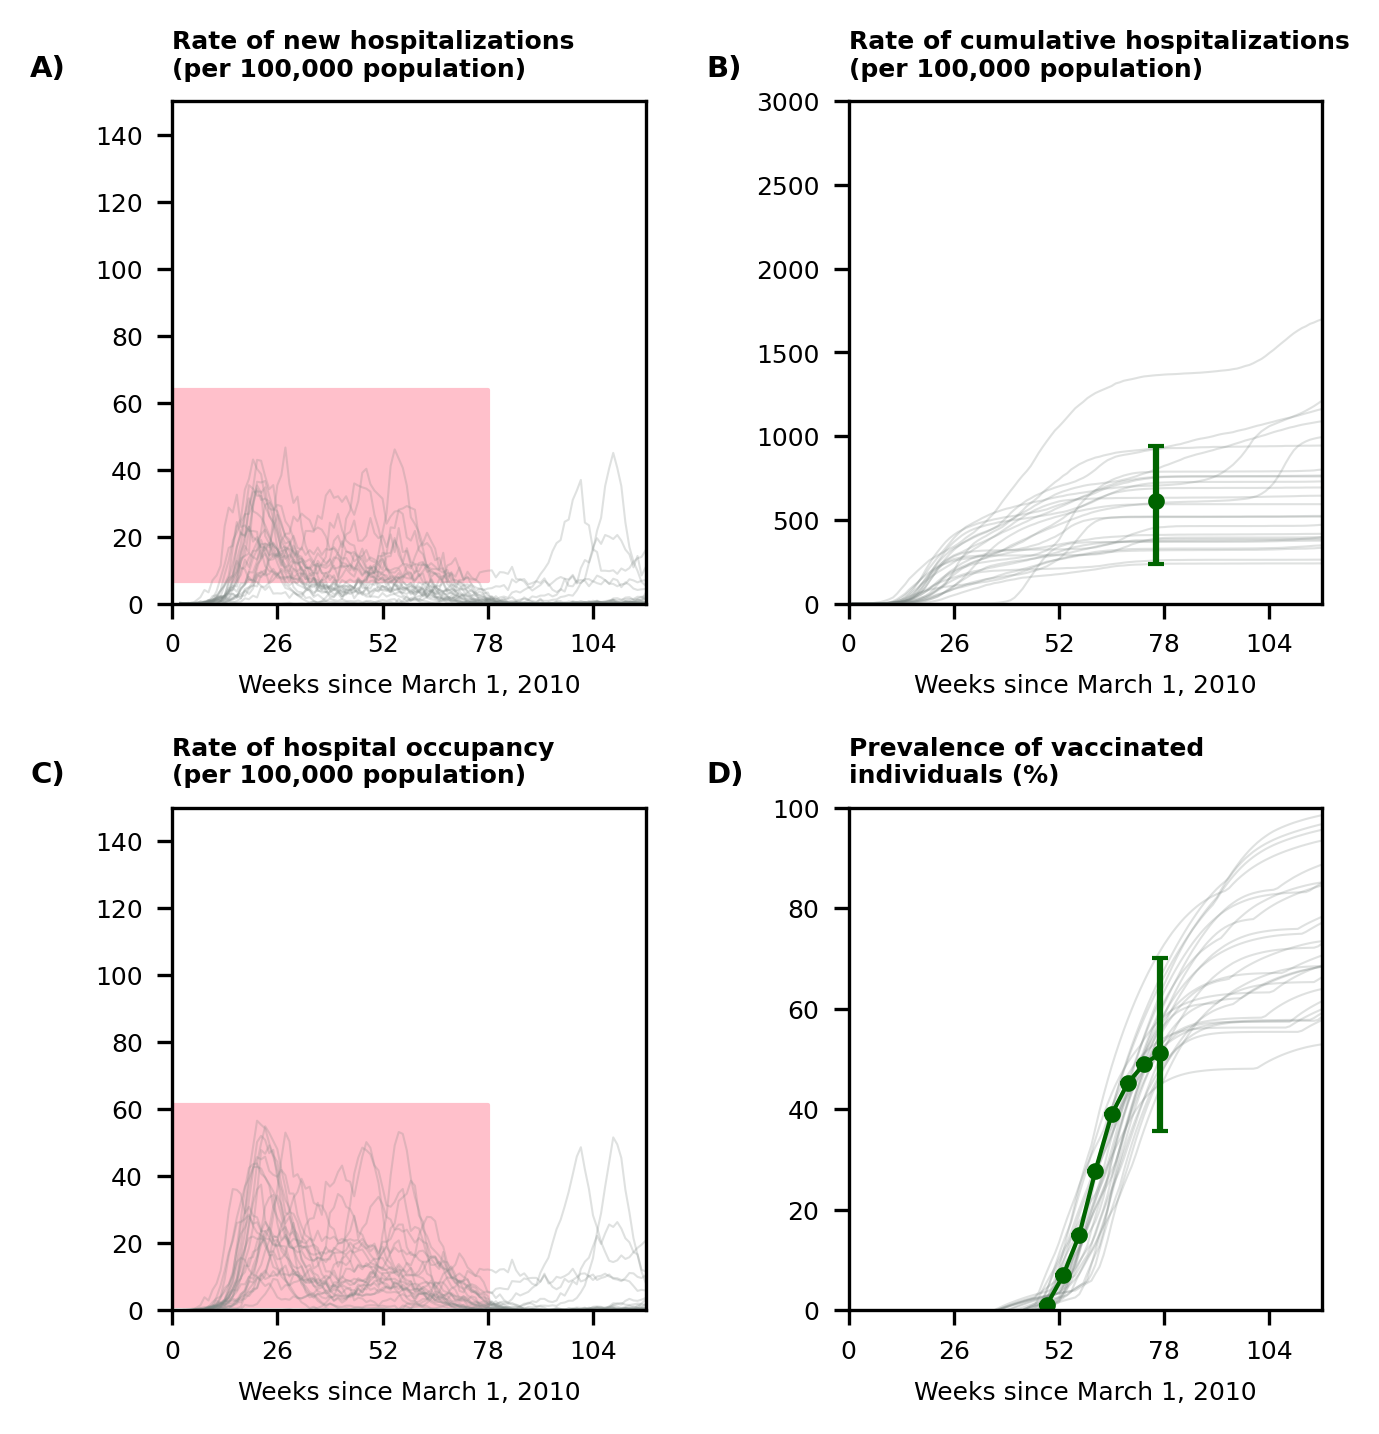 A)
Rate of new hospitalizations
(per 100,000 population)
140
120
100
80
60
40
20
0
0 26 52 78 104
Weeks since March 1, 2010
B)
Rate of cumulative hospitalizations
(per 100,000 population)
3000
2500
2000
1500
1000
500
0
0 26 52 78 104
Weeks since March 1, 2010
C)
Rate of hospital occupancy
(per 100,000 population)
140
120
100
80
60
40
20
0
0 26 52 78 104
Weeks since March 1, 2010
D)
Prevalence of vaccinated
individuals (%)
100
80
60
40
20
0
0 26 52 78 104
Weeks since March 1, 2010